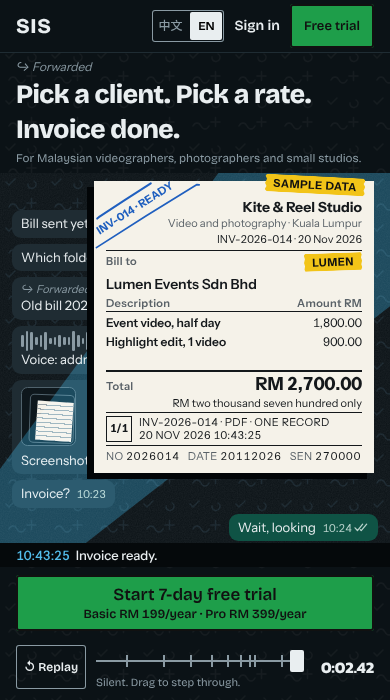 SIS
中文 EN
Sign in
Free trial
Forwarded
Pick a client. Pick a rate.
Invoice done.
For Malaysian videographers, photographers and small studios.
SAMPLE DATA
INV-014 · READY
Kite & Reel Studio
Video and photography · Kuala Lumpur
INV-2026-014 · 20 Nov 2026
Bill to
LUMEN
Lumen Events Sdn Bhd
Description Amount RM
Event video, half day 1,800.00
Highlight edit, 1 video 900.00
Total RM 2,700.00
RM two thousand seven hundred only
1/1
INV-2026-014 · PDF · ONE RECORD
20 NOV 2026 10:43:25
NO 2026014 DATE 20112026 SEN 270000
Bill sent yet
Which
Forwarded
Old bill
Voice:
Screenshot
Invoice? 10:23
Wait, looking 10:24
10:43:25 Invoice ready.
Start 7-day free trial
Basic RM 199/year · Pro RM 399/year
Replay
Silent. Drag to step through.
0:02.42